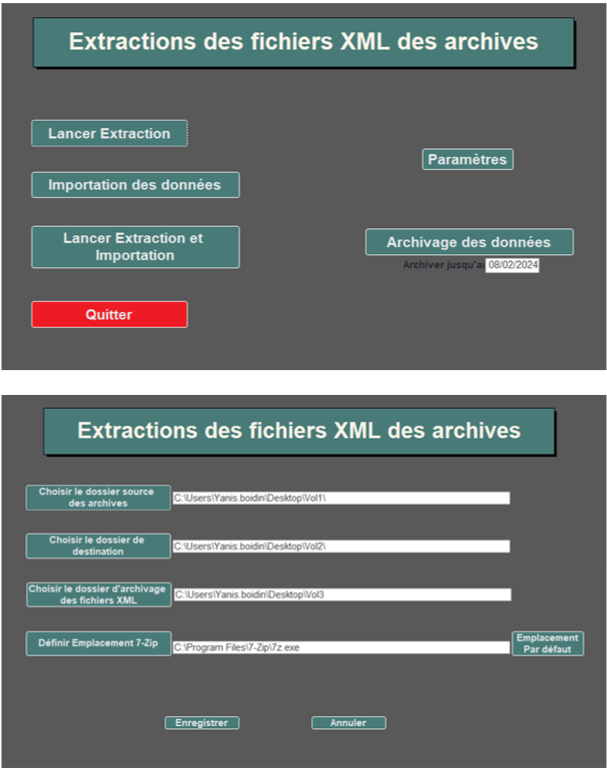 Extractions des fichiers XML des archives
Lancer Extraction
Paramètres
Importation des données
Lancer Extraction et
Importation
Archivage des données
Archiver jusqu'au 08/02/2024
Quitter
Extractions des fichiers XML des archives
Choisir le dossier source
des archives
C:\Users\Yanis.boidin\Desktop\Vol1\
Choisir le dossier de
destination
C:\Users\Yanis.boidin\Desktop\Vol2\
Choisir le dossier d'archivage
des fichiers XML
C:\Users\Yanis.boidin\Desktop\Vol3
Définir Emplacement 7-Zip
C:\Program Files\7-Zip\7z.exe
Emplacement
Par défaut
Enregistrer
Annuler